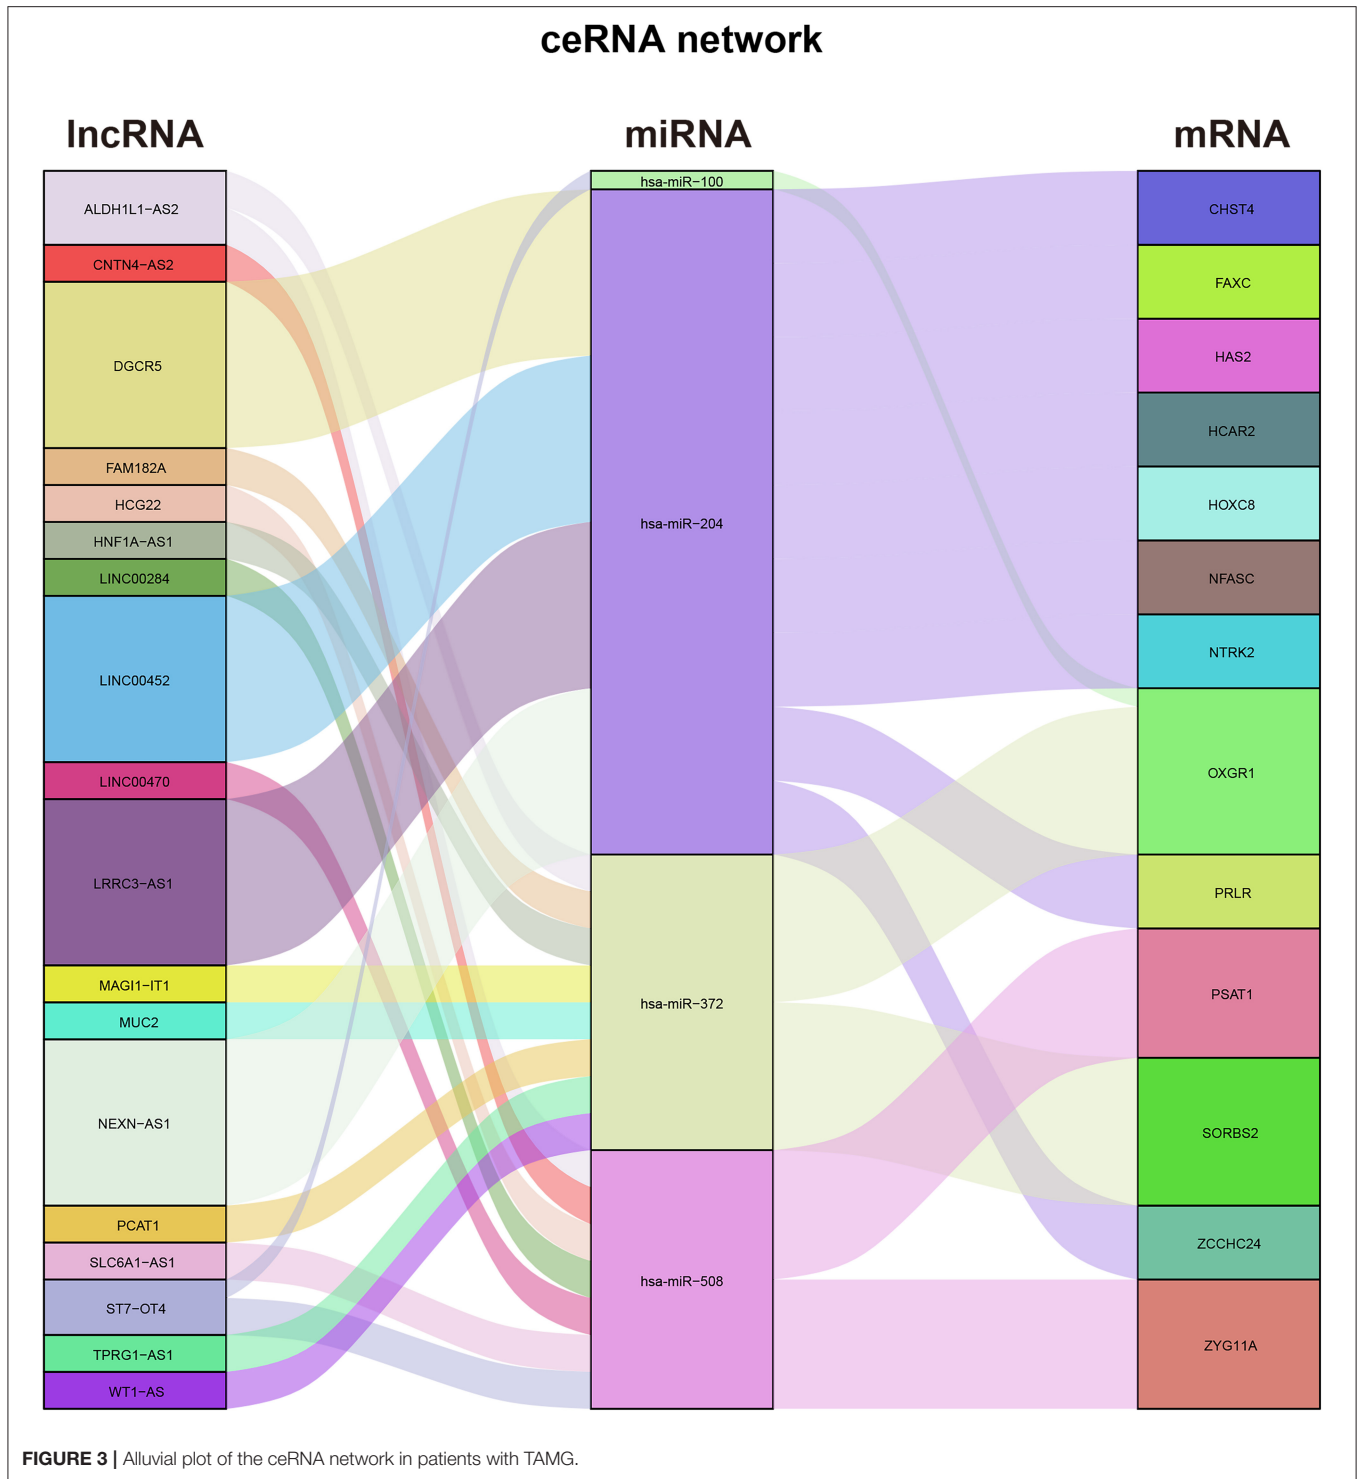 ceRNA network
lncRNA
miRNA
mRNA
ALDH1L1−AS2
CNTN4−AS2
DGCR5
FAM182A
HCG22
HNF1A−AS1
LINC00284
LINC00452
LINC00470
LRRC3−AS1
MAGI1−IT1
MUC2
NEXN−AS1
PCAT1
SLC6A1−AS1
ST7−OT4
TPRG1−AS1
WT1−AS
hsa−miR−100
hsa-miR−204
hsa-miR−372
hsa-miR−508
CHST4
FAXC
HAS2
HCAR2
HOXC8
NFASC
NTRK2
OXGR1
PRLR
PSAT1
SORBS2
ZCCHC24
ZYG11A
FIGURE 3 | Alluvial plot of the ceRNA network in patients with TAMG.